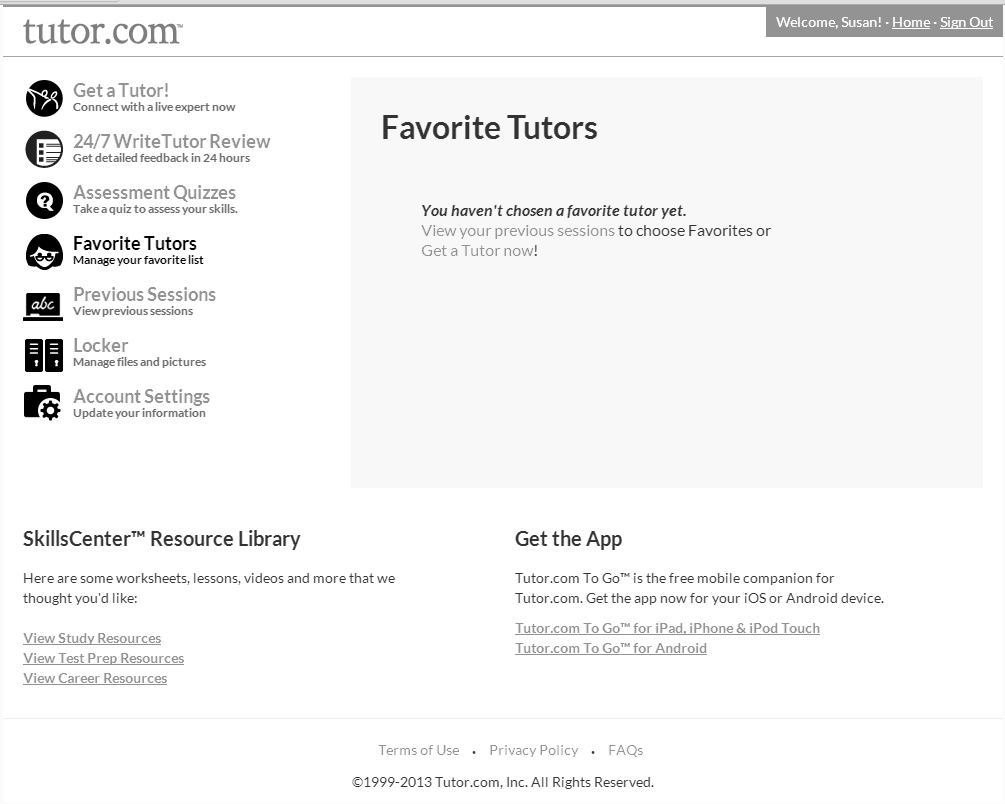 tutor.com™
Welcome, Susan! · Home · Sign Out
Get a Tutor!
Connect with a live expert now
24/7 WriteTutor Review
Get detailed feedback in 24 hours
Assessment Quizzes
Take a quiz to assess your skills.
Favorite Tutors
Manage your favorite list
abc
Previous Sessions
View previous sessions
Locker
Manage files and pictures
Account Settings
Update your information
Favorite Tutors
You haven't chosen a favorite tutor yet.
View your previous sessions to choose Favorites or
Get a Tutor now!
SkillsCenter™ Resource Library
Here are some worksheets, lessons, videos and more that we
thought you'd like:
View Study Resources
View Test Prep Resources
View Career Resources
Get the App
Tutor.com To Go™ is the free mobile companion for
Tutor.com. Get the app now for your iOS or Android device.
Tutor.com To Go™ for iPad, iPhone & iPod Touch
Tutor.com To Go™ for Android
Terms of Use • Privacy Policy • FAQs
©1999-2013 Tutor.com, Inc. All Rights Reserved.